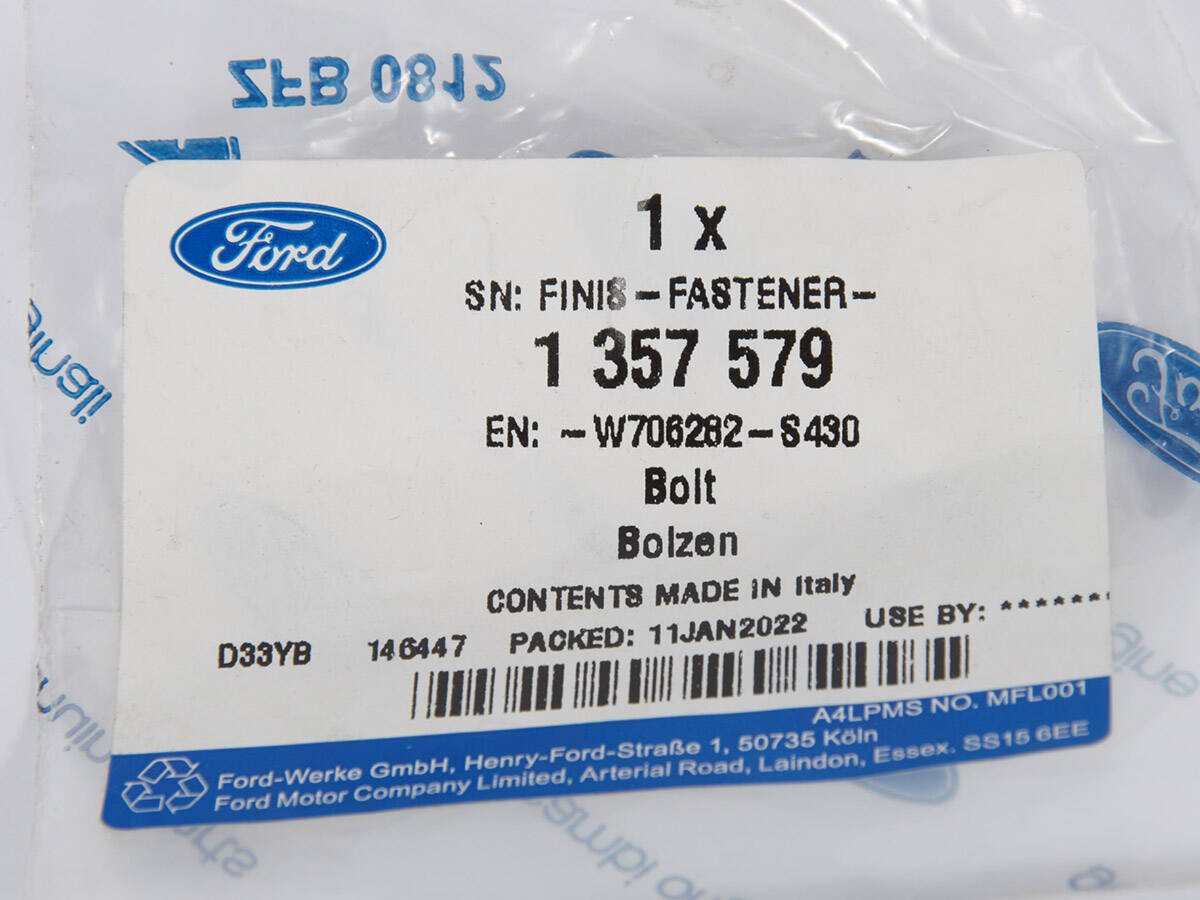 ZFB 0812
Ford
1 x
SN: FINIS -FASTENER-
1 357 579
EN: -W706282-S430
Bolt
Bolzen
CONTENTS MADE IN Italy
D33YB 146447 PACKED: 11JAN2022 USE BY: *******
A4LPMS NO. MFL001
Ford-Werke GmbH, Henry-Ford-Straße 1, 50735 Köln
Ford Motor Company Limited, Arterial Road, Laindon, Essex. SS15 6EE